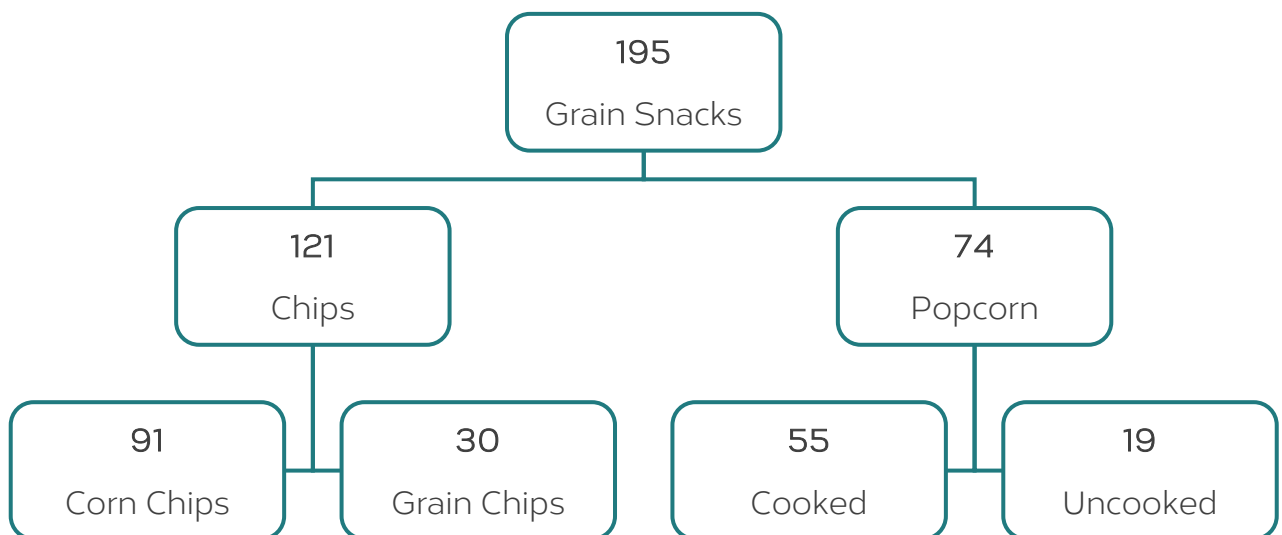 195
Grain Snacks
121
Chips
74
Popcorn
91
Corn Chips
30
Grain Chips
55
Cooked
19
Uncooked